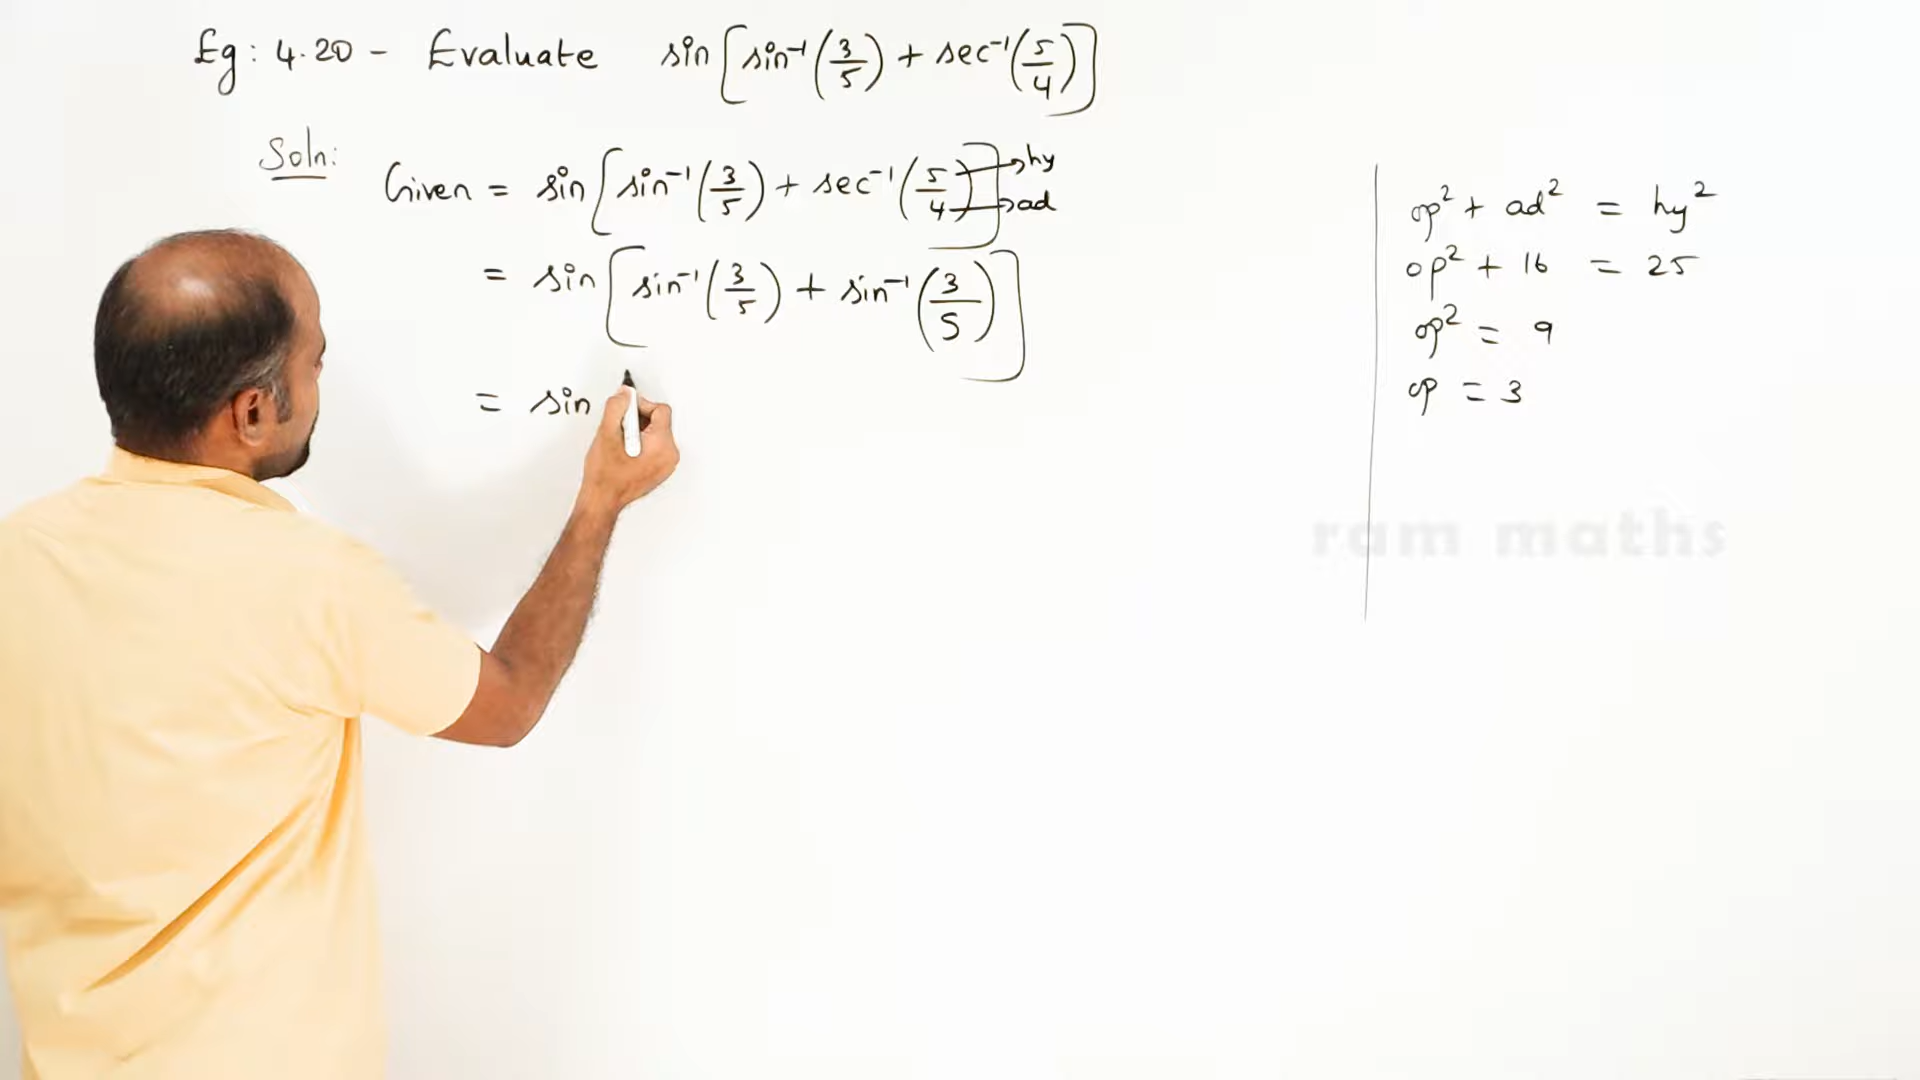 Eg: 4.20 - Evaluate sin[sin⁻¹(3/5) + sec⁻¹(5/4)]
Soln:
Given = sin[sin⁻¹(3/5) + sec⁻¹(5/4)] → hy → ad
= sin[sin⁻¹(3/5) + sin⁻¹(3/5)]
= sin
op² + ad² = hy²
op² + 16 = 25
op² = 9
op = 3
ram maths